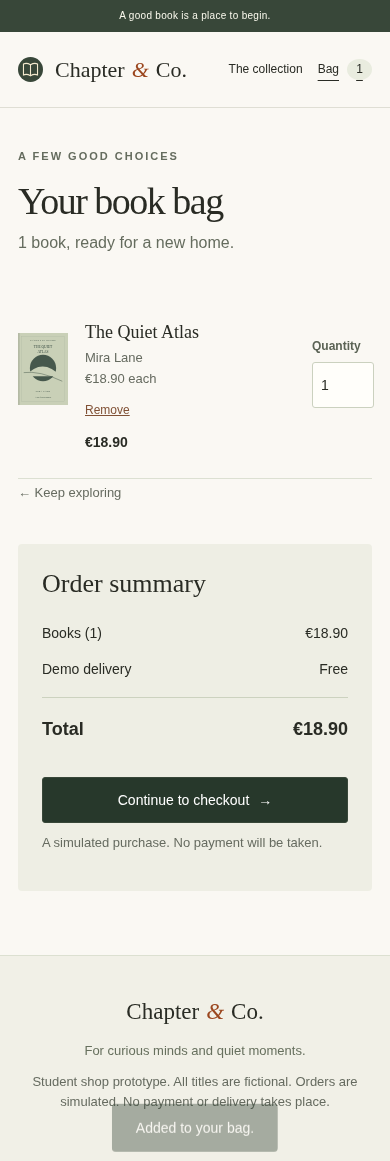 A good book is a place to begin.
Chapter & Co.
The collection
Bag 1
A FEW GOOD CHOICES
Your book bag
1 book, ready for a new home.
THE QUIET
ATLAS
The Quiet Atlas
Mira Lane
€18.90 each
Remove
€18.90
Quantity
1
← Keep exploring
Order summary
Books (1) €18.90
Demo delivery Free
Total €18.90
Continue to checkout →
A simulated purchase. No payment will be taken.
Chapter & Co.
For curious minds and quiet moments.
Student shop prototype. All titles are fictional. Orders are
simulated. No payment or delivery takes place.
Added to your bag.